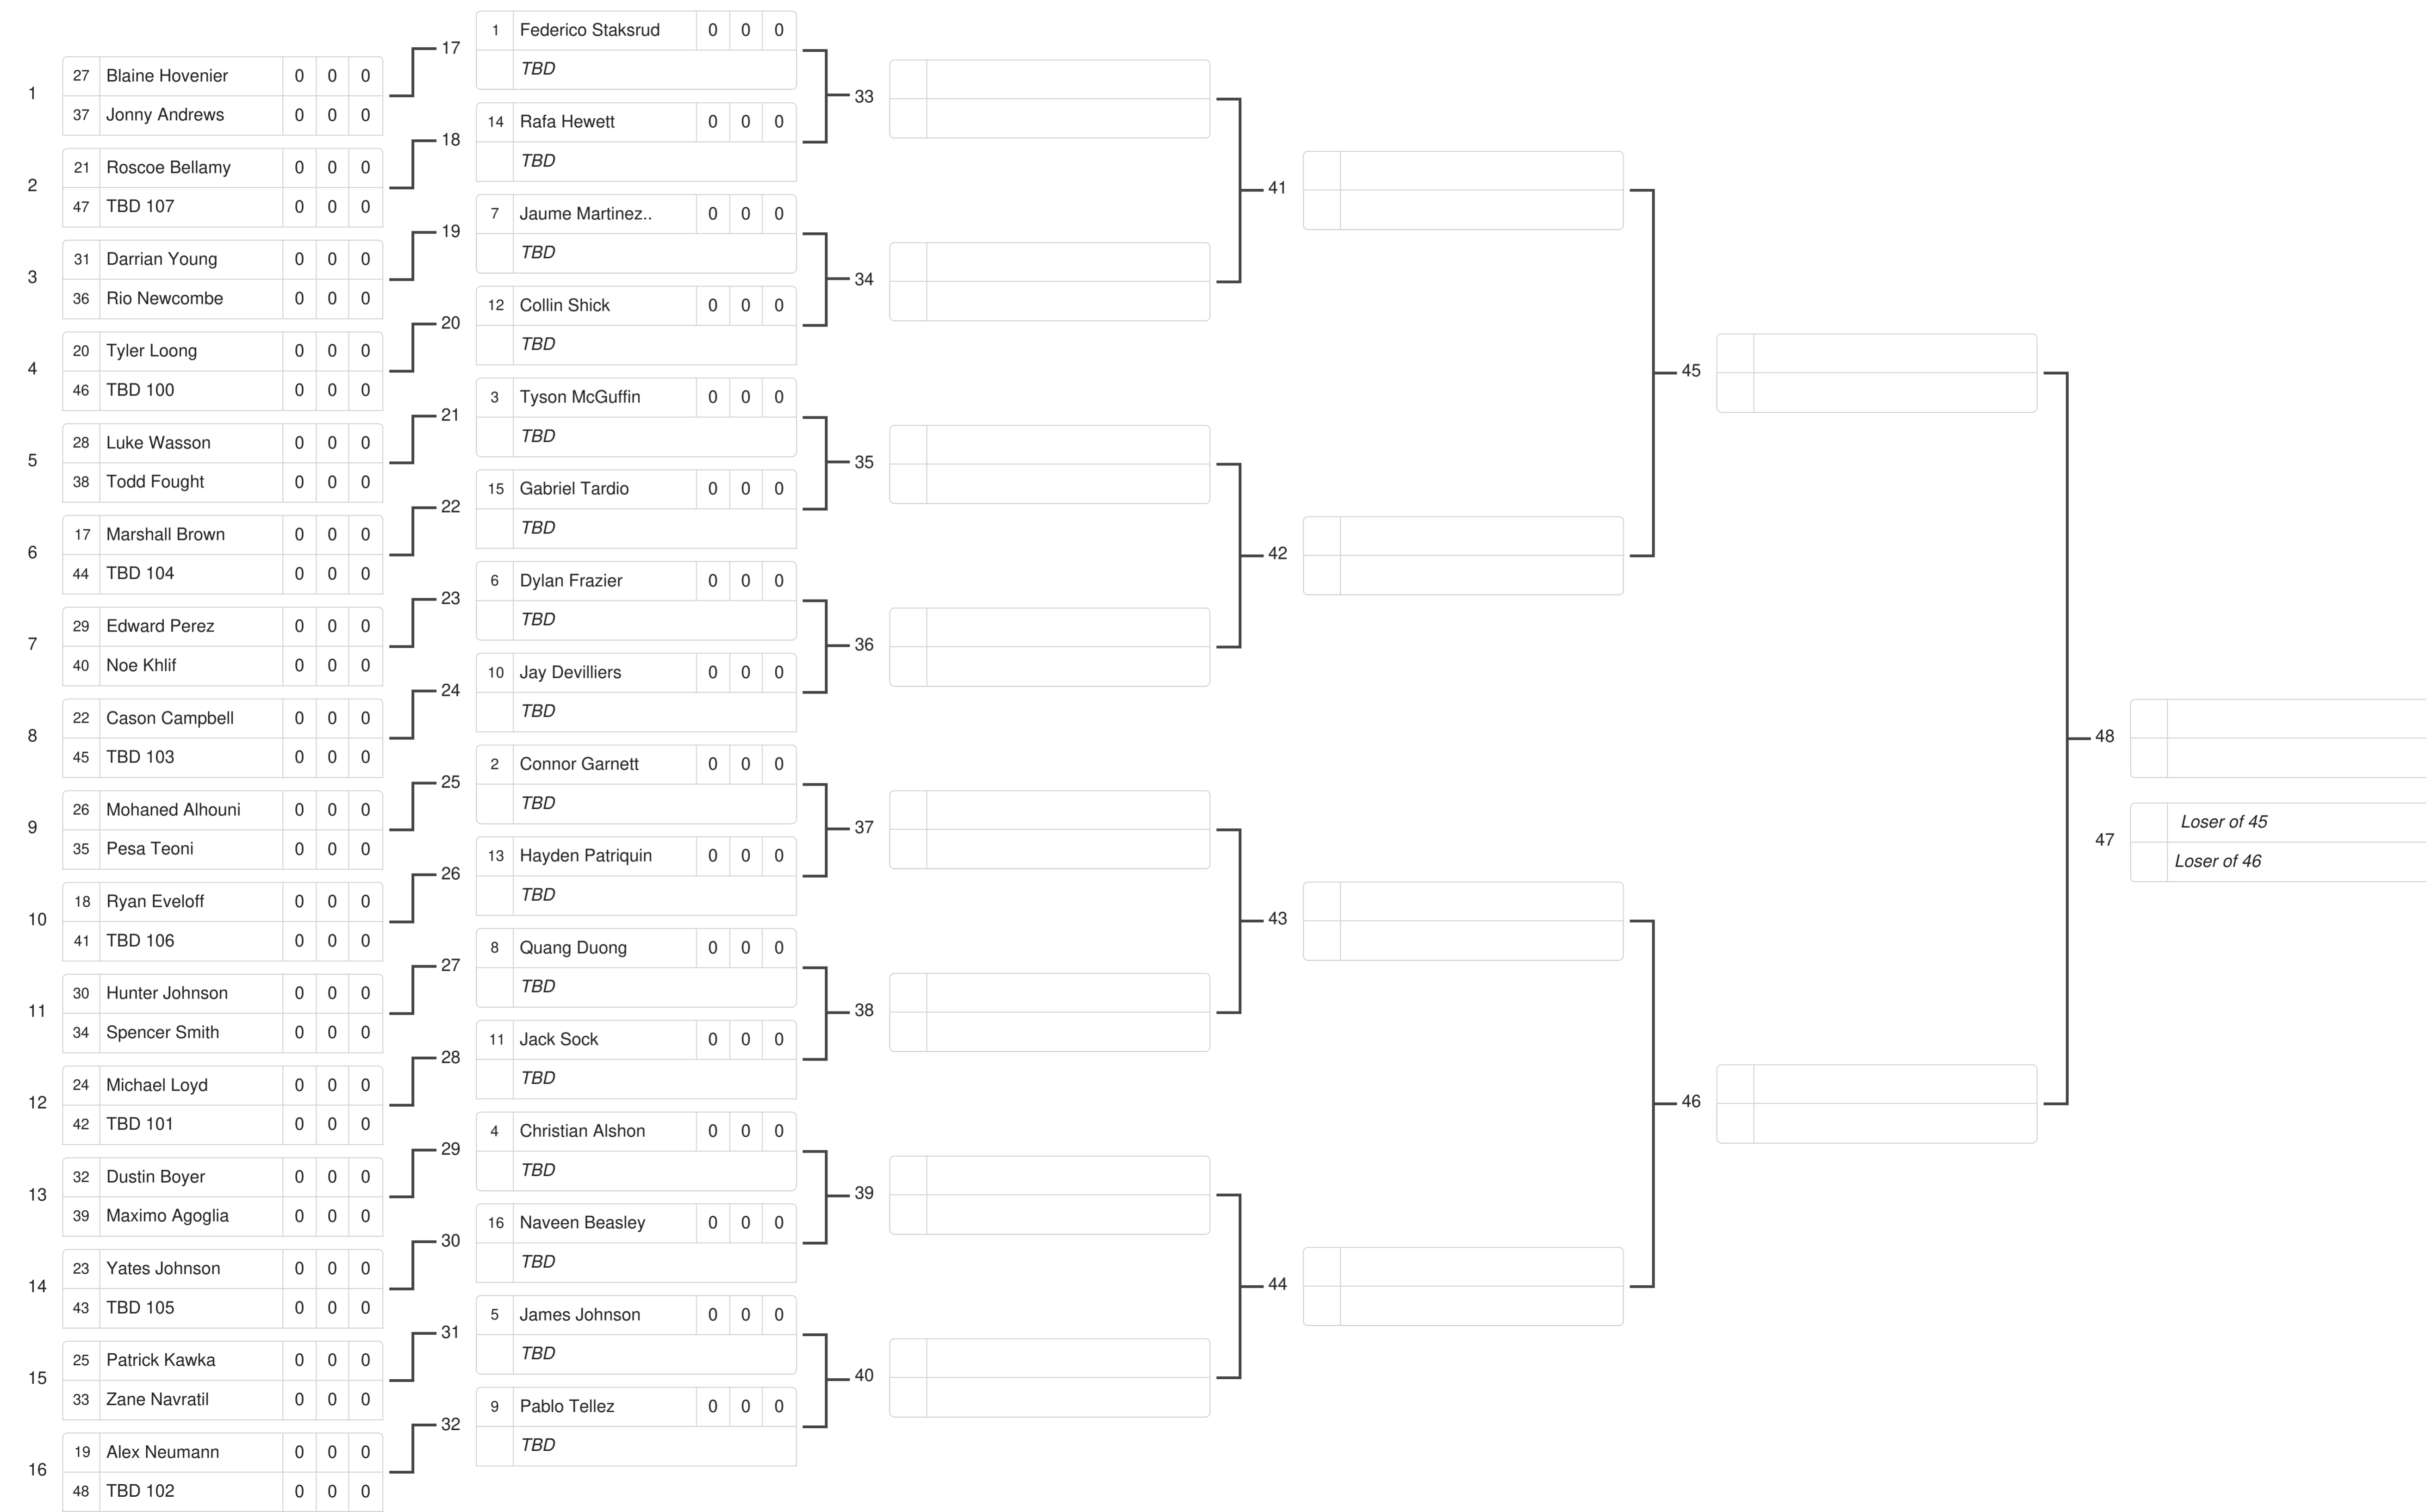 1
27 Blaine Hovenier 0 0 0
37 Jonny Andrews 0 0 0
2
21 Roscoe Bellamy 0 0 0
47 TBD 107 0 0 0
3
31 Darrian Young 0 0 0
36 Rio Newcombe 0 0 0
4
20 Tyler Loong 0 0 0
46 TBD 100 0 0 0
5
28 Luke Wasson 0 0 0
38 Todd Fought 0 0 0
6
17 Marshall Brown 0 0 0
44 TBD 104 0 0 0
7
29 Edward Perez 0 0 0
40 Noe Khlif 0 0 0
8
22 Cason Campbell 0 0 0
45 TBD 103 0 0 0
9
26 Mohaned Alhouni 0 0 0
35 Pesa Teoni 0 0 0
10
18 Ryan Eveloff 0 0 0
41 TBD 106 0 0 0
11
30 Hunter Johnson 0 0 0
34 Spencer Smith 0 0 0
12
24 Michael Loyd 0 0 0
42 TBD 101 0 0 0
13
32 Dustin Boyer 0 0 0
39 Maximo Agoglia 0 0 0
14
23 Yates Johnson 0 0 0
43 TBD 105 0 0 0
15
25 Patrick Kawka 0 0 0
33 Zane Navratil 0 0 0
16
19 Alex Neumann 0 0 0
48 TBD 102 0 0 0
17
1 Federico Staksrud 0 0 0
TBD
18
14 Rafa Hewett 0 0 0
TBD
19
7 Jaume Martinez.. 0 0 0
TBD
20
12 Collin Shick 0 0 0
TBD
21
3 Tyson McGuffin 0 0 0
TBD
22
15 Gabriel Tardio 0 0 0
TBD
23
6 Dylan Frazier 0 0 0
TBD
24
10 Jay Devilliers 0 0 0
TBD
25
2 Connor Garnett 0 0 0
TBD
26
13 Hayden Patriquin 0 0 0
TBD
27
8 Quang Duong 0 0 0
TBD
28
11 Jack Sock 0 0 0
TBD
29
4 Christian Alshon 0 0 0
TBD
30
16 Naveen Beasley 0 0 0
TBD
31
5 James Johnson 0 0 0
TBD
32
9 Pablo Tellez 0 0 0
TBD
33
34
35
36
37
38
39
40
41
42
43
44
45
46
48
47
Loser of 45
Loser of 46